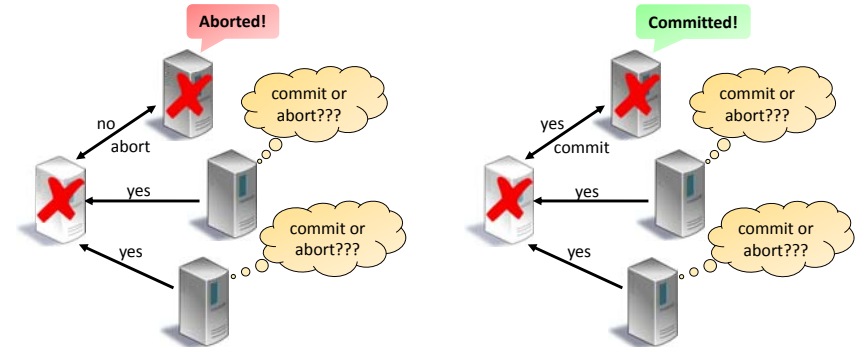 Aborted!
commit or
abort???
no
abort
yes
commit or
abort???
yes
Committed!
commit or
abort???
yes
commit
yes
commit or
abort???
yes